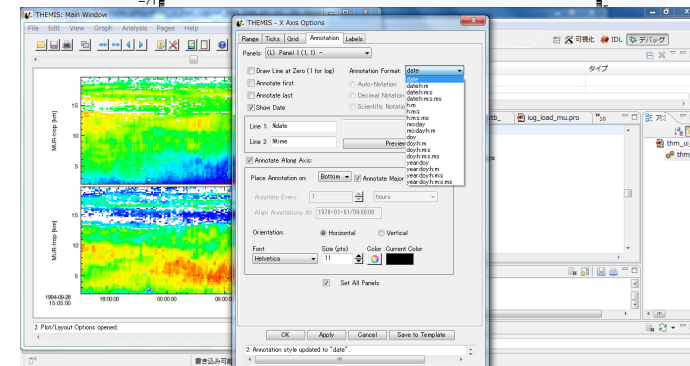 THEMIS: Main Window
File Edit View Graph Analysis Pages Help
15
10
5
MUR-trop [km]
15
10
5
MUR-trop [km]
1994-09-28
15:05:00
18:00:00
00:00:00
06:00:0
2: Plot/Layout Options opened.
書き込み可能
THEMIS - X Axis Options
Range Ticks Grid Annotation Labels
Panels: (L) Panel 1 (1, 1) -
Draw Line at Zero (1 for log)
Annotation Format: date
Annotate first
Auto-Notation
Annotate last
Decimal Notation
Show Date
Scientific Notatio
date
date:h:m
date:h:m:s
date:h:m:s.ms
h:m
h:m:s
h:m:s.ms
mo:day
mo:day:h:m
doy
doy:h:m
doy:h:m:s
doy:h:m:s.ms
year:doy
year:doy:h:m
year:doy:h:m:s
year:doy:h:m:s.ms
Line 1: %date
Line 2: %time
Preview
Annotate Along Axis:
Place Annotation on: Bottom
Annotate Major
Annotate Every: 1 hours
Align Annotations At 1970-01-01/00:00:00
Orientation: Horizontal Vertical
Font Size (pts) Color Current Color
Helvetica 11
Set All Panels
OK Apply Cancel Save to Template
2: Annotation style updated to "date".
可視化 IDL デバッグ
タイプ
iug_load_mu.pro
10
thm_ui_
thm